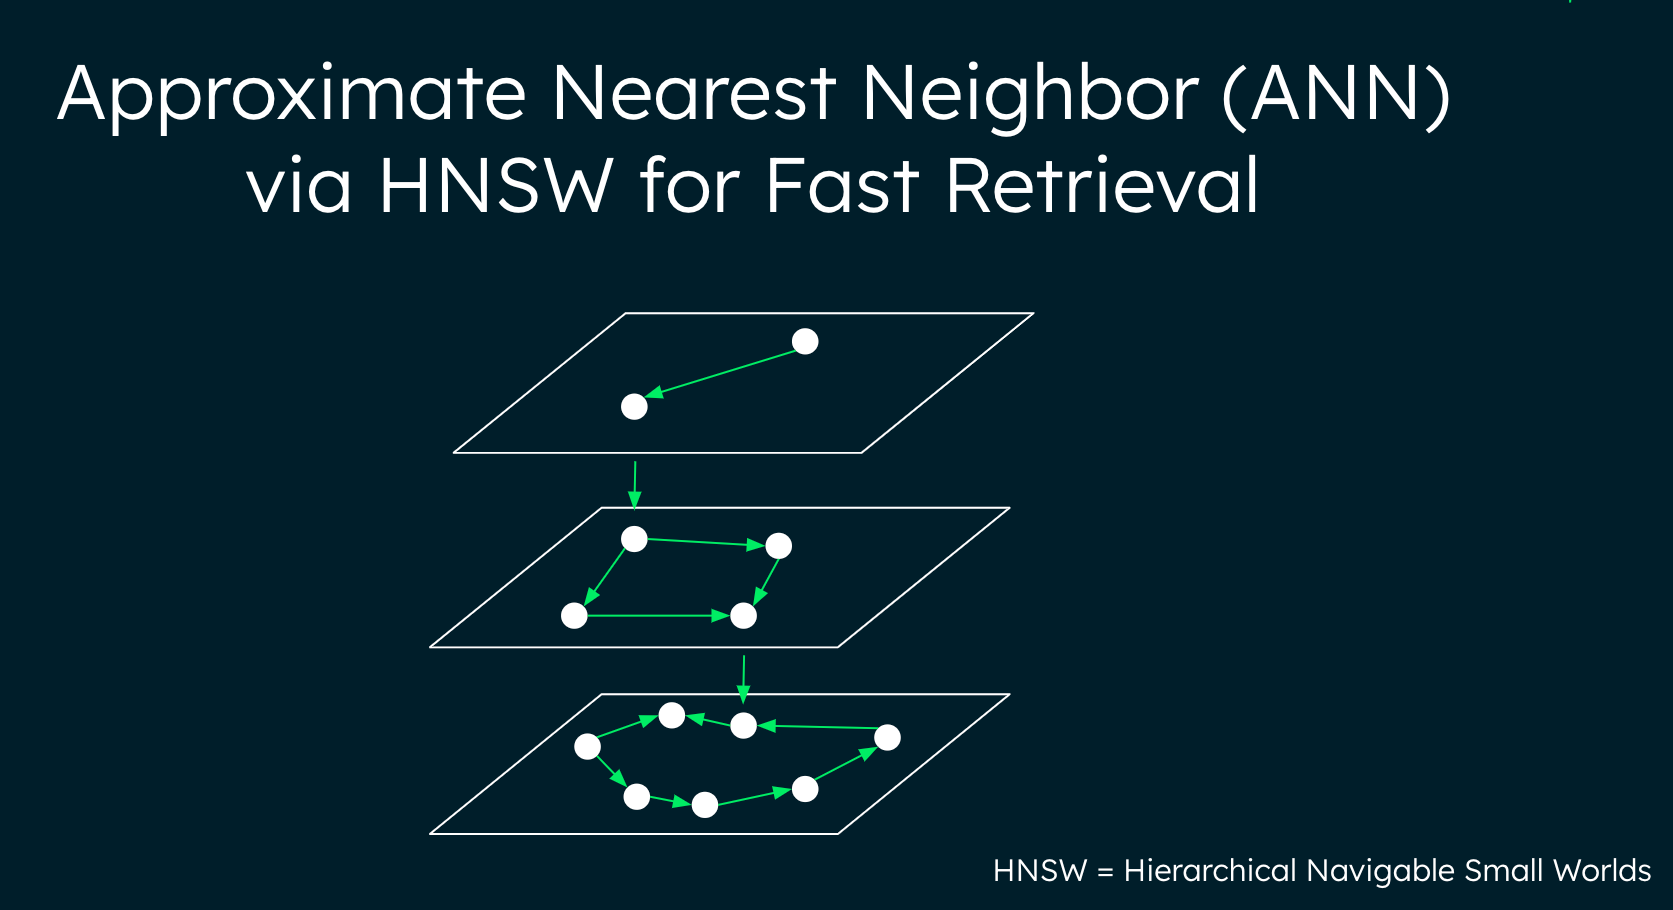 Approximate Nearest Neighbor (ANN)
via HNSW for Fast Retrieval
HNSW = Hierarchical Navigable Small Worlds